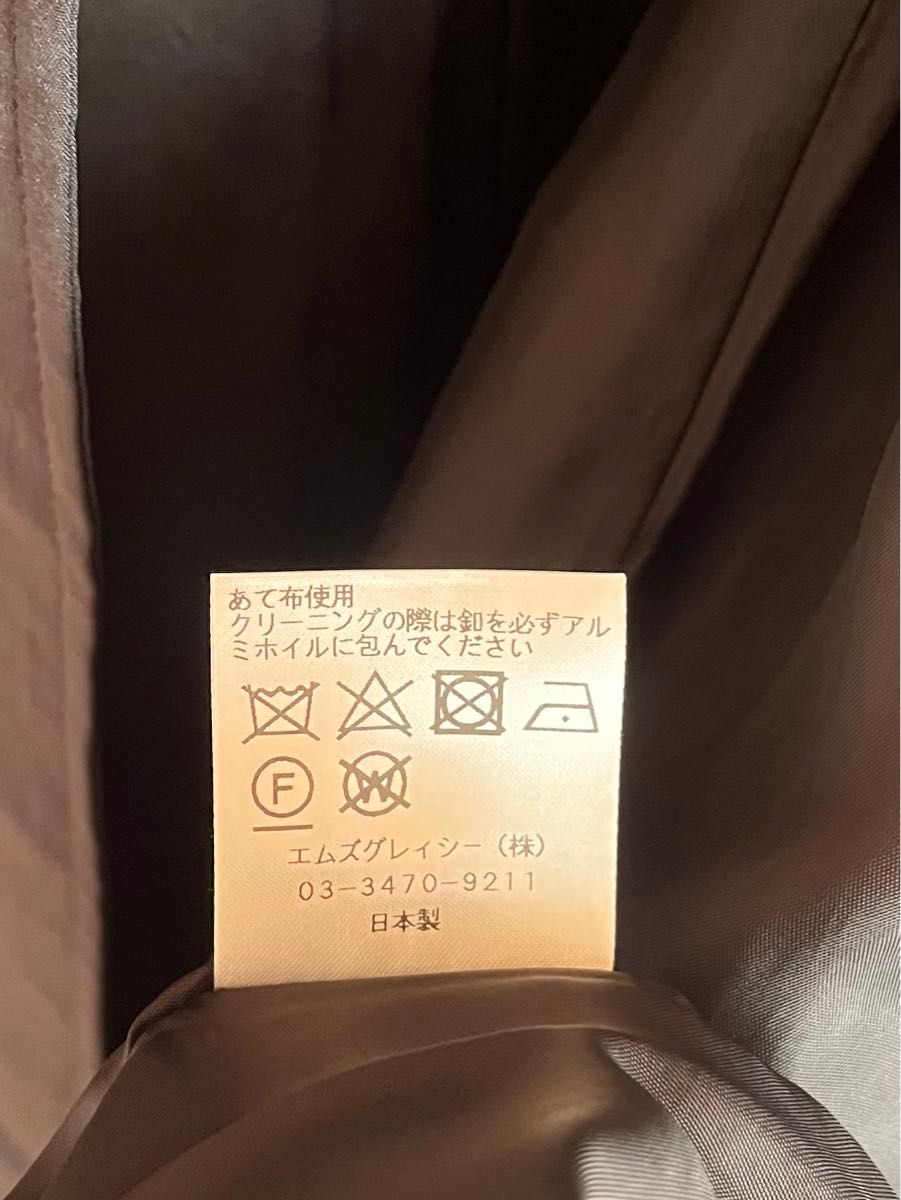 あて布使用
クリーニングの際は釦を必ずアル
ミホイルに包んでください
F
W
エムズグレイシー（株）
03-3470-9211
日本製